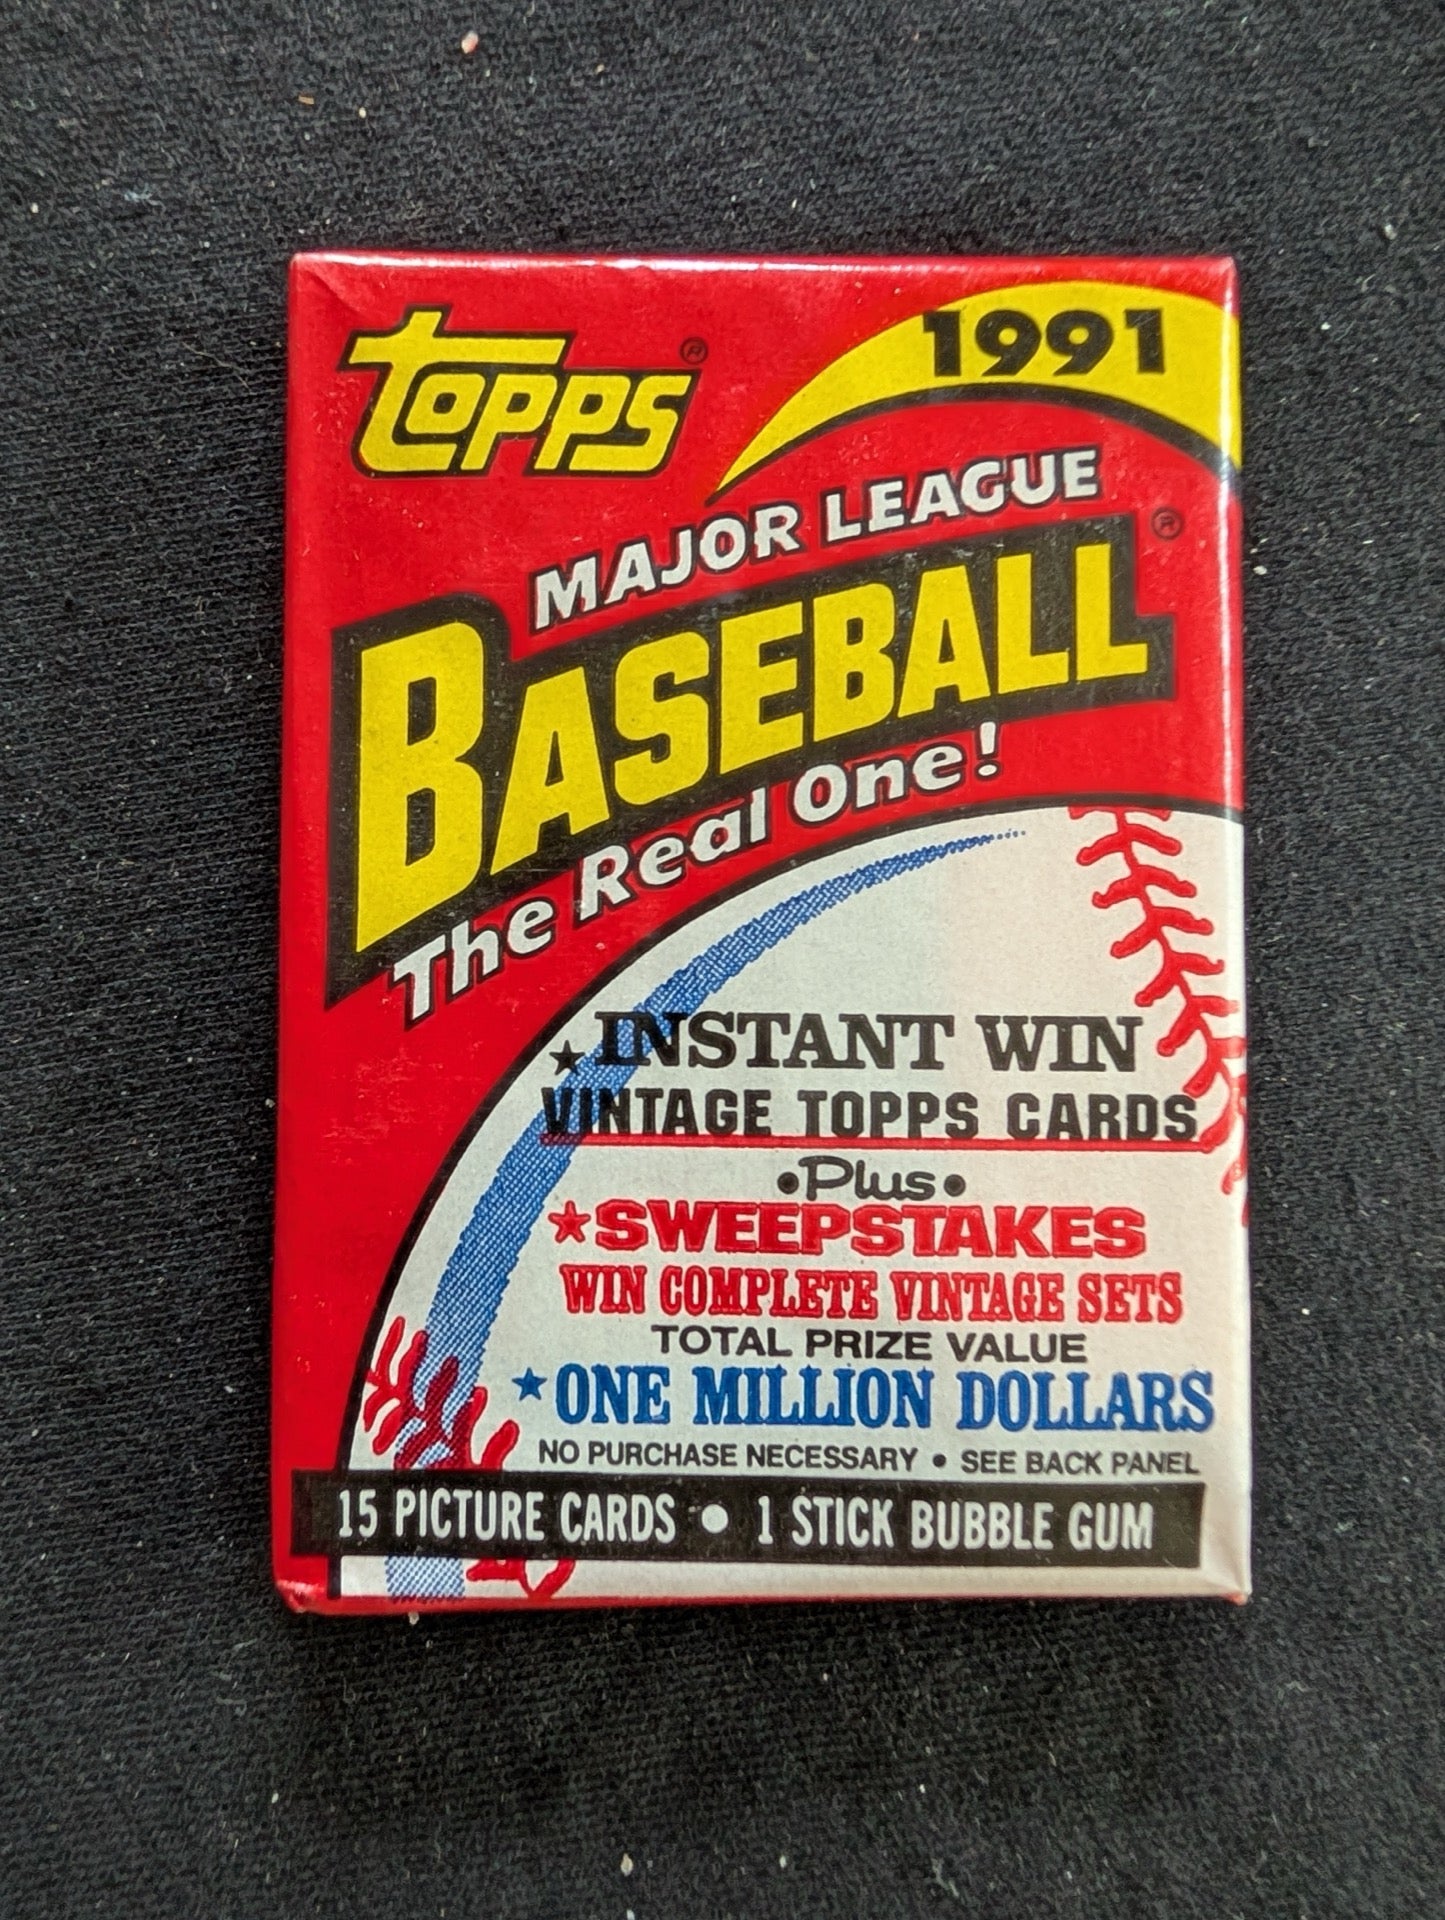 topps ®
1991
MAJOR LEAGUE
BASEBALL ®
The Real One!
★ INSTANT WIN
VINTAGE TOPPS CARDS
•Plus•
★ SWEEPSTAKES
WIN COMPLETE VINTAGE SETS
TOTAL PRIZE VALUE
★ ONE MILLION DOLLARS
NO PURCHASE NECESSARY • SEE BACK PANEL
15 PICTURE CARDS • 1 STICK BUBBLE GUM